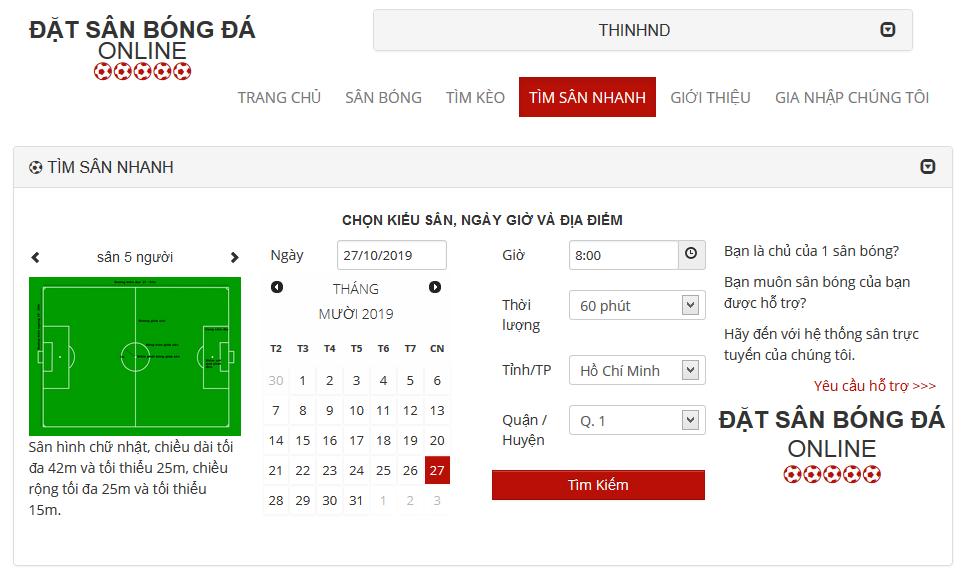 ĐẶT SÂN BÓNG ĐÁ
ONLINE
THINHND
TRANG CHỦ SÂN BÓNG TÌM KÈO TÌM SÂN NHANH GIỚI THIỆU GIA NHẬP CHÚNG TÔI
TÌM SÂN NHANH
CHỌN KIỂU SÂN, NGÀY GIỜ VÀ ĐỊA ĐIỂM
sân 5 người
Sân hình chữ nhật, chiều dài tối
đa 42m và tối thiểu 25m, chiều
rộng tối đa 25m và tối thiểu
15m.
Ngày 27/10/2019
THÁNG
MƯỜI 2019
T2 T3 T4 T5 T6 T7 CN
30 1 2 3 4 5 6
7 8 9 10 11 12 13
14 15 16 17 18 19 20
21 22 23 24 25 26 27
28 29 30 31 1 2 3
Giờ 8:00
Thời
lượng
60 phút
Tỉnh/TP Hồ Chí Minh
Quận /
Huyện
Q. 1
Tìm Kiếm
Bạn là chủ của 1 sân bóng?
Bạn muôn sân bóng của bạn
được hỗ trợ?
Hãy đến với hệ thống sân trực
tuyến của chúng tôi.
Yêu cầu hỗ trợ >>>
ĐẶT SÂN BÓNG ĐÁ
ONLINE